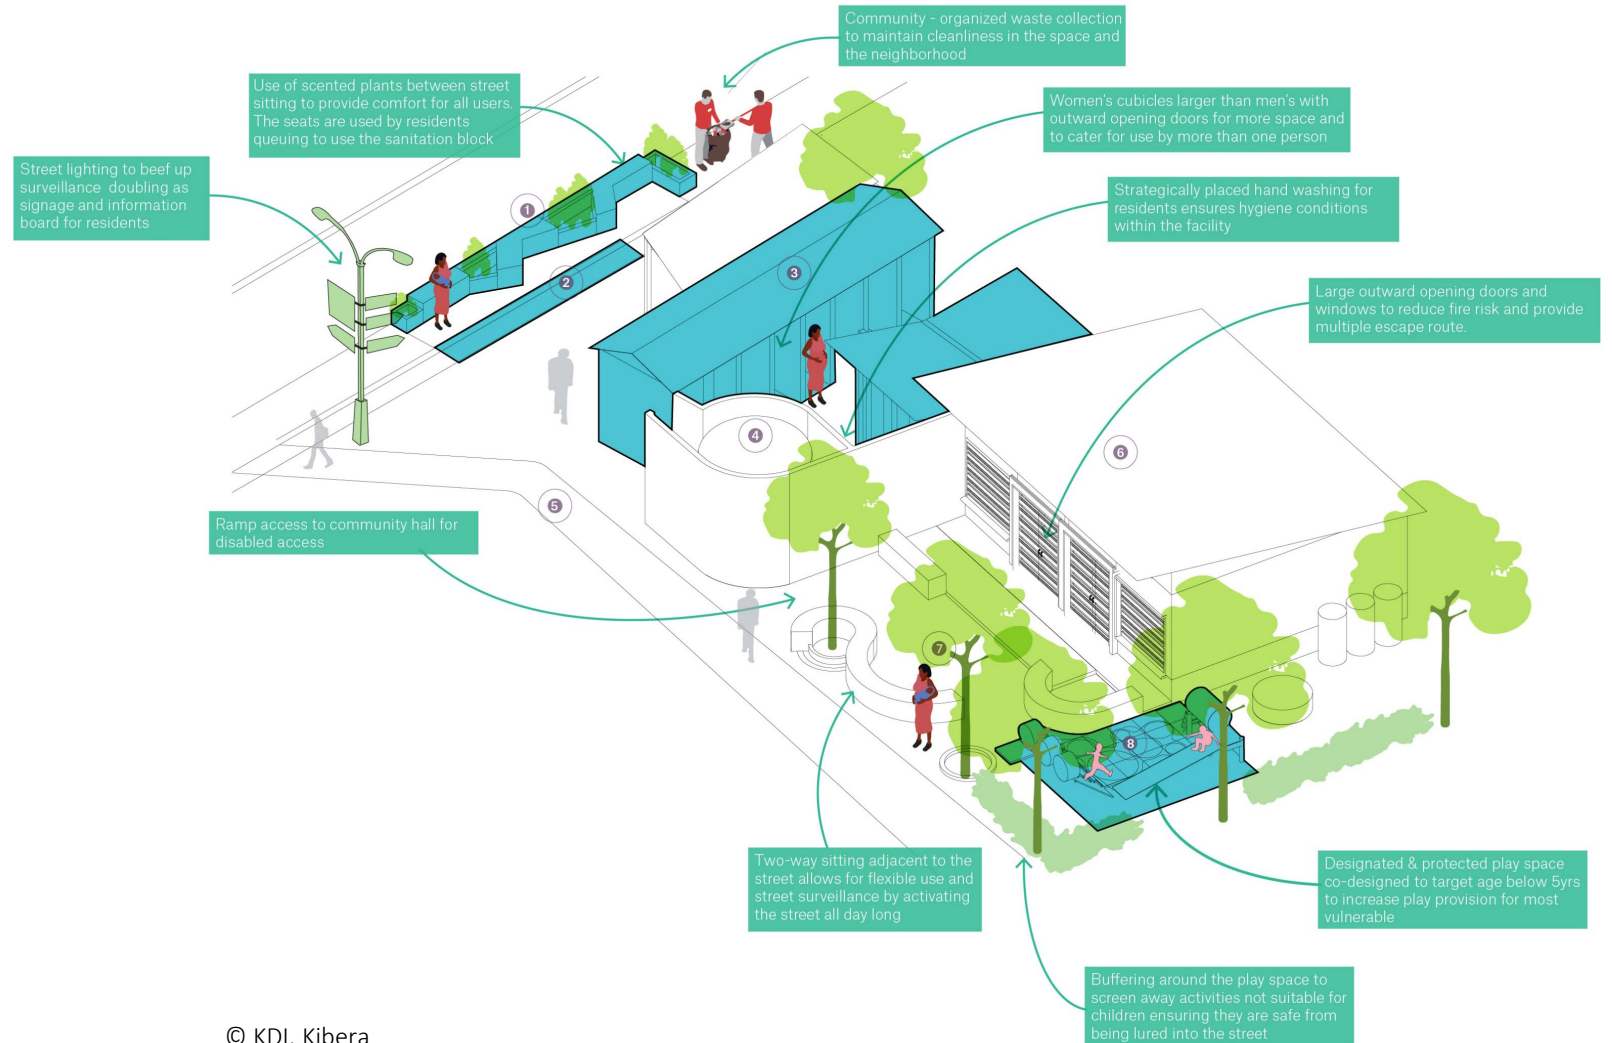 Community - organized waste collection
to maintain cleanliness in the space and
the neighborhood
Use of scented plants between street
sitting to provide comfort for all users.
The seats are used by residents
queuing to use the sanitation block
Women's cubicles larger than men's with
outward opening doors for more space and
to cater for use by more than one person
Street lighting to beef up
surveillance doubling as
signage and information
board for residents
Strategically placed hand washing for
residents ensures hygiene conditions
within the facility
1
2
3
Large outward opening doors and
windows to reduce fire risk and provide
multiple escape route.
4
6
5
Ramp access to community hall for
disabled access
7
8
Two-way sitting adjacent to the
street allows for flexible use and
street surveillance by activating
the street all day long
Designated & protected play space
co-designed to target age below 5yrs
to increase play provision for most
vulnerable
Buffering around the play space to
screen away activities not suitable for
children ensuring they are safe from
being lured into the street
© KDI, Kibera